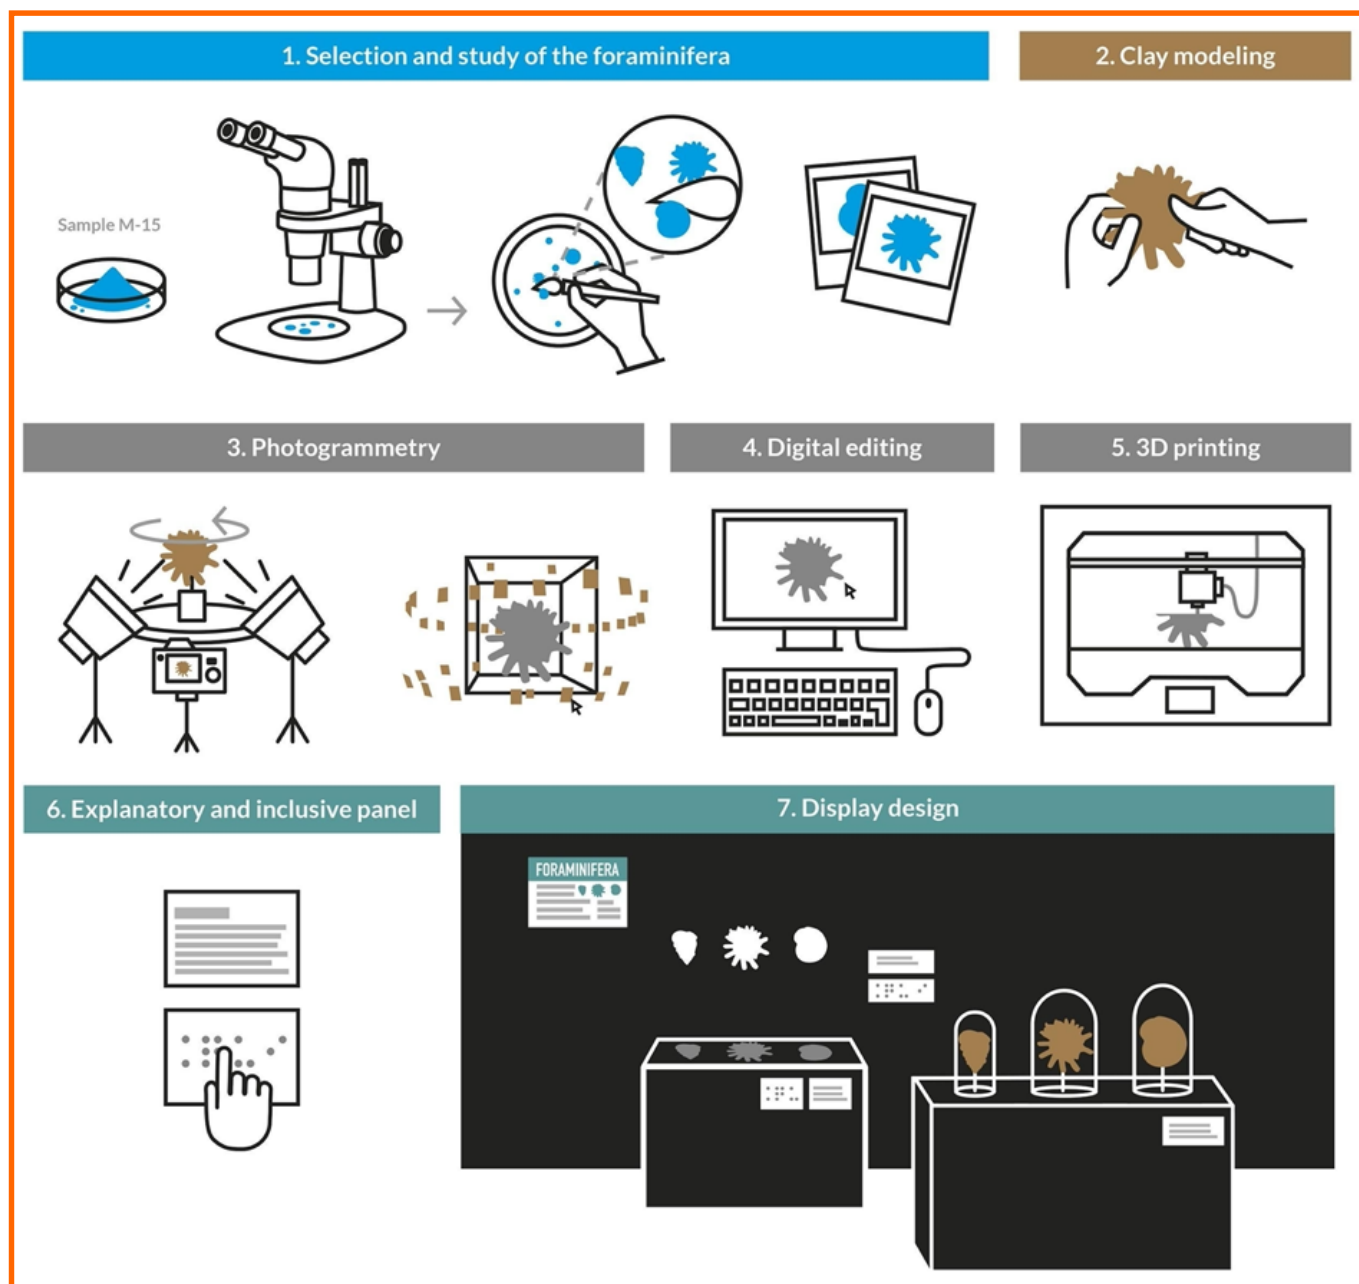 1. Selection and study of the foraminifera
2. Clay modeling
Sample M-15
3. Photogrammetry
4. Digital editing
5. 3D printing
6. Explanatory and inclusive panel
7. Display design
FORAMINIFERA